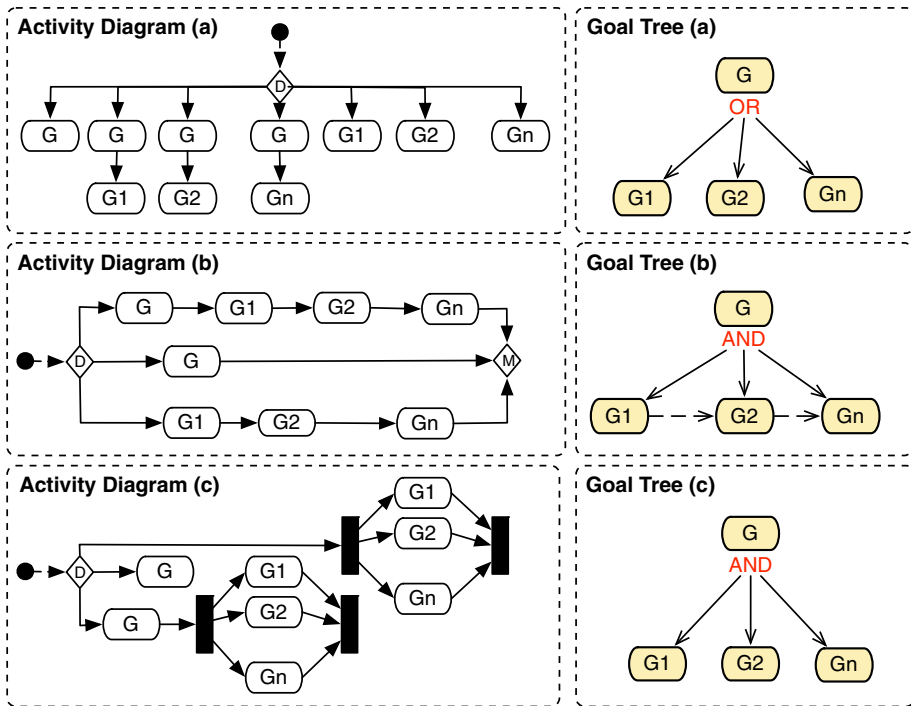 Activity Diagram (a)
D
G G G G G1 G2 Gn
G1 G2 Gn
Goal Tree (a)
G
OR
G1 G2 Gn
Activity Diagram (b)
G G1 G2 Gn
D G M
G1 G2 Gn
Goal Tree (b)
G
AND
G1 G2 Gn
Activity Diagram (c)
G1
G2
D G G1
Gn
G G2
Gn
Goal Tree (c)
G
AND
G1 G2 Gn